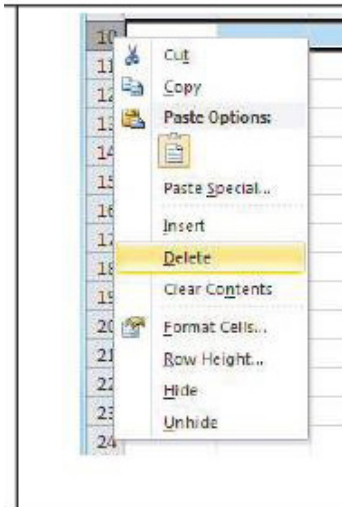 10
11
12
13
14
15
16
17
18
19
20
21
22
23
24
Cut
Copy
Paste Options:
Paste Special...
Insert
Delete
Clear Contents
Format Cells...
Row Height...
Hide
Unhide